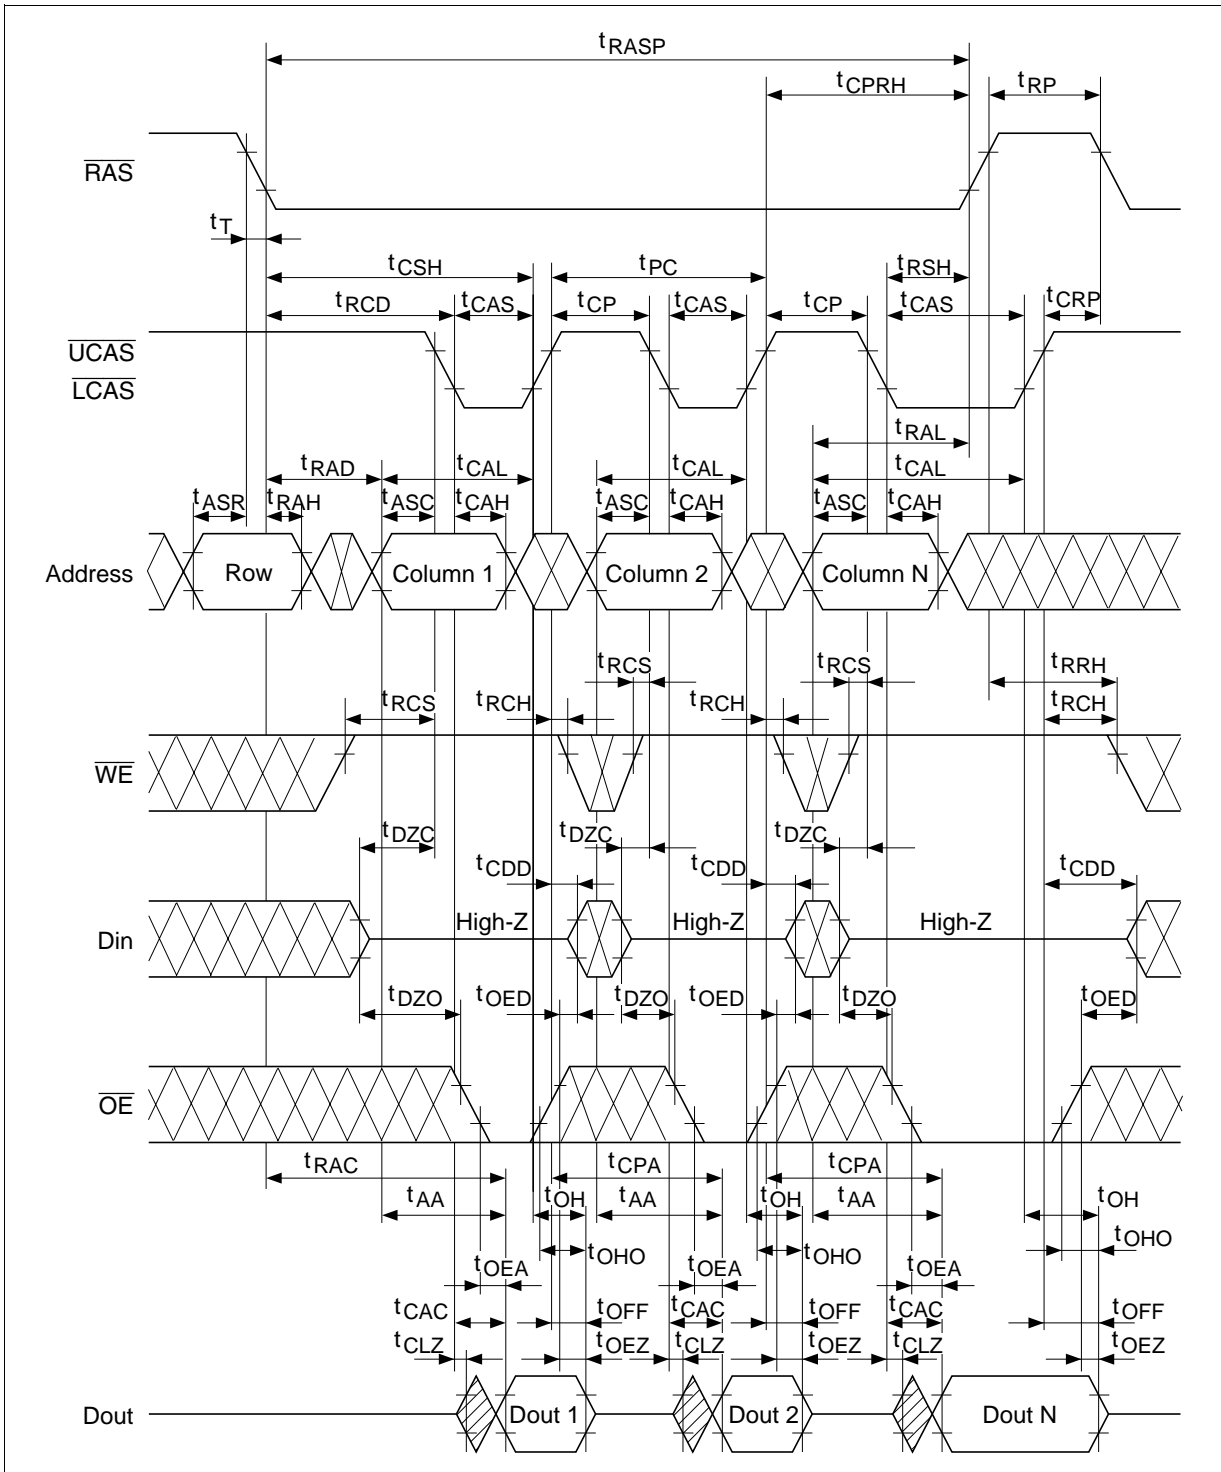 tRASP
tCPRH tRP
RAS
tT
tCSH tPC tRSH
tRCD tCAS tCP tCAS tCP tCAS tCRP
UCAS
LCAS
tRAL
tRAD tCAL tCAL tCAL
tASR tRAH tASC tCAH tASC tCAH tASC tCAH
Address Row Column 1 Column 2 Column N
tRCS tRCS tRRH
tRCS tRCH tRCH tRCH
WE
tDZC tDZC tDZC
tCDD tCDD tCDD
Din High-Z High-Z High-Z
tDZO tOED tDZO tOED tDZO tOED
OE
tRAC tCPA tCPA
tAA tOH tAA tOH tAA tOH
tOHO tOHO tOHO
tOEA tOEA tOEA
tCAC tOFF tCAC tOFF tCAC tOFF
tCLZ tOEZ tCLZ tOEZ tCLZ tOEZ
Dout Dout 1 Dout 2 Dout N